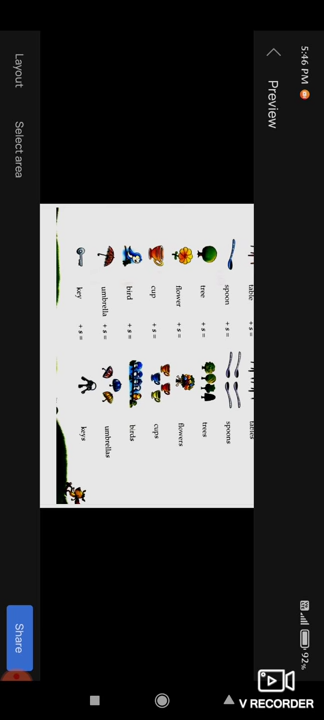 5:46 PM
Preview
table + s = tables
spoon + s = spoons
tree + s = trees
flower + s = flowers
cup + s = cups
bird + s = birds
umbrella + s = umbrellas
key + s = keys
Layout
Select area
Share
92%
V RECORDER